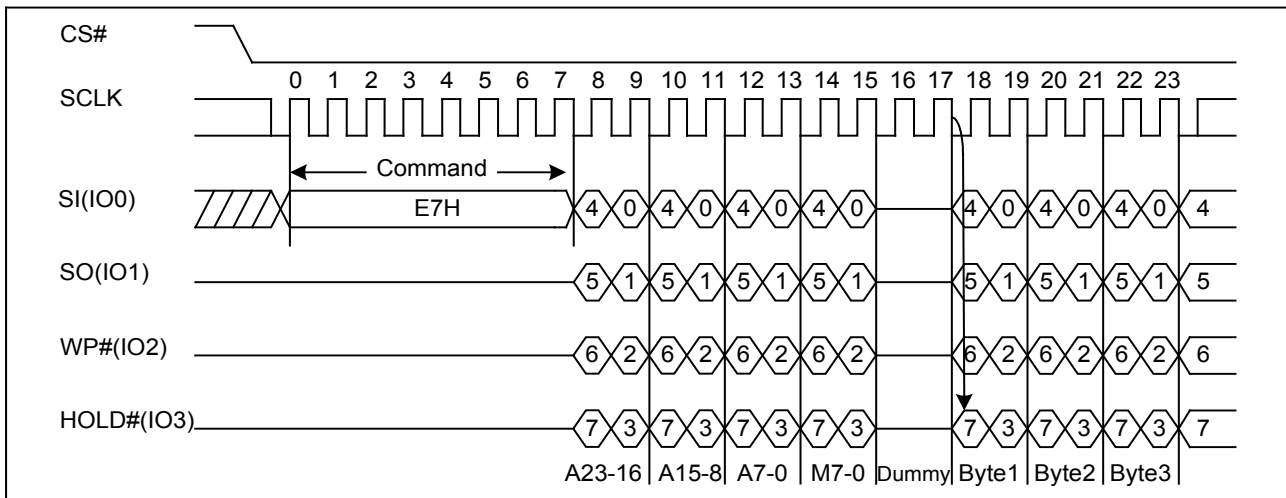 CS#
0 1 2 3 4 5 6 7 8 9 10 11 12 13 14 15 16 17 18 19 20 21 22 23
SCLK
Command
SI(IO0) E7H 4 0 4 0 4 0 4 0 4 0 4 0 4 0 4
SO(IO1) 5 1 5 1 5 1 5 1 5 1 5 1 5 1 5
WP#(IO2) 6 2 6 2 6 2 6 2 6 2 6 2 6 2 6
HOLD#(IO3) 7 3 7 3 7 3 7 3 7 3 7 3 7 3 7
A23-16 A15-8 A7-0 M7-0 Dummy Byte1 Byte2 Byte3